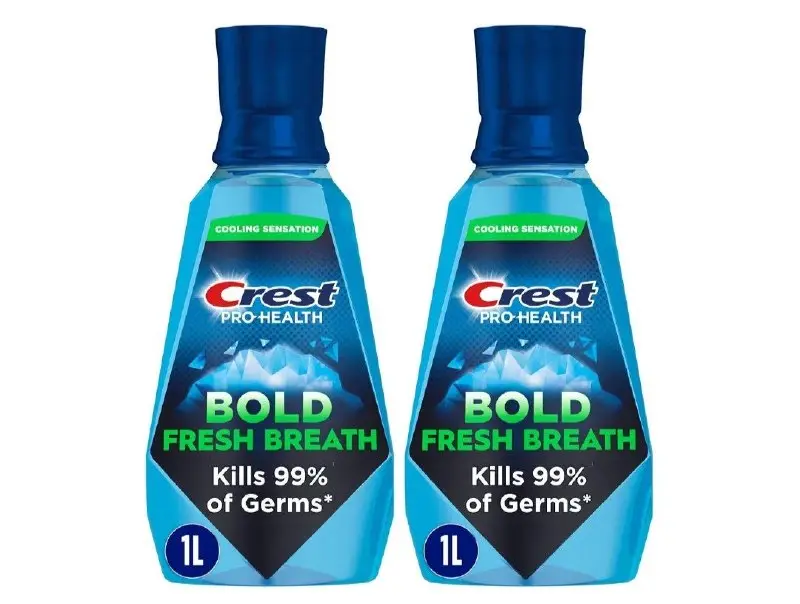 COOLING SENSATION
Crest
PRO-HEALTH
BOLD
FRESH BREATH
Kills 99%
of Germs*
1L
COOLING SENSATION
Crest
PRO-HEALTH
BOLD
FRESH BREATH
Kills 99%
of Germs*
1L